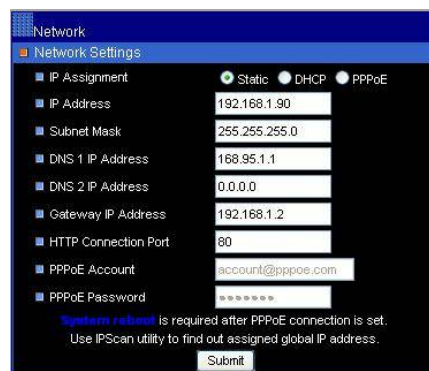 Network
Network Settings
IP Assignment Static DHCP PPPoE
IP Address 192.168.1.90
Subnet Mask 255.255.255.0
DNS 1 IP Address 168.95.1.1
DNS 2 IP Address 0.0.0.0
Gateway IP Address 192.168.1.2
HTTP Connection Port 80
PPPoE Account account@pppoe.com
PPPoE Password •••••••
System reboot is required after PPPoE connection is set.
Use IPScan utility to find out assigned global IP address.
Submit